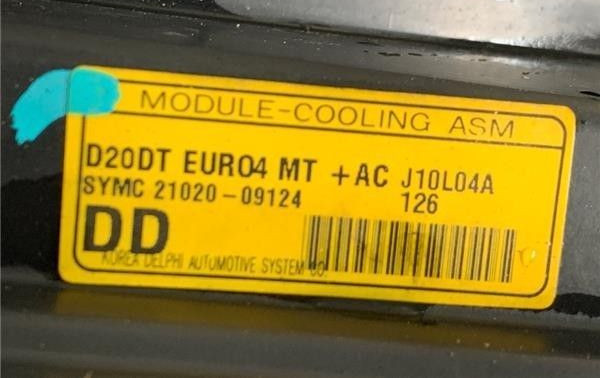 MODULE-COOLING ASM
D20DT EURO4 MT +AC J10L04A
SYMC 21020-09124 126
DD
KOREA DELPHI AUTOMOTIVE SYSTEM CO.